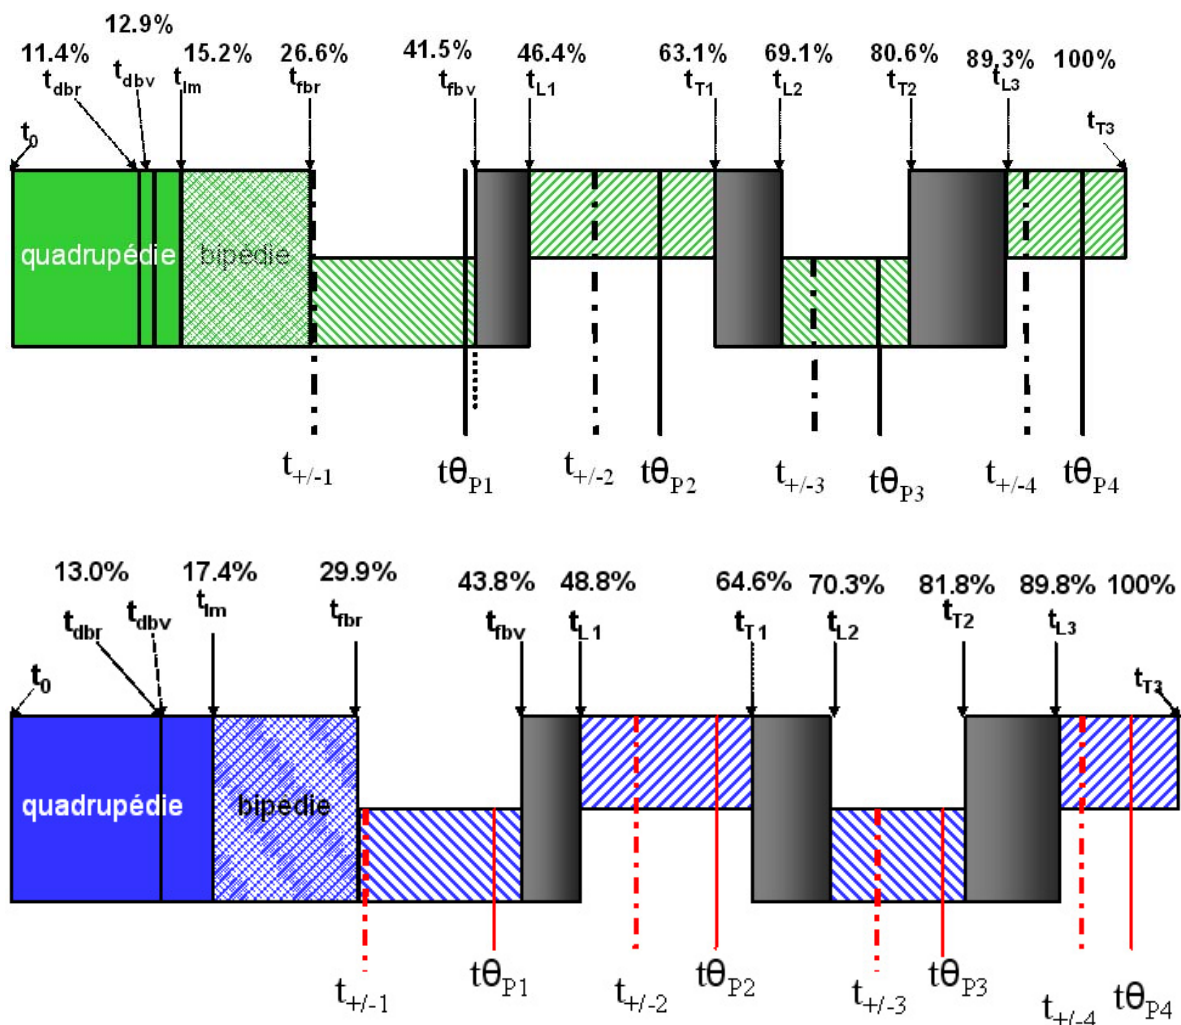 12.9%
11.4% 15.2% 26.6% 41.5% 46.4% 63.1% 69.1% 80.6% 89.3% 100%
t_dbr t_dbv t_lm t_fbr t_fbv t_L1 t_T1 t_L2 t_T2 t_L3
t_0 t_T3
quadrupédie bipédie
t_+/-1 tθ_P1 t_+/-2 tθ_P2 t_+/-3 tθ_P3 t_+/-4 tθ_P4
13.0% 17.4% 29.9% 43.8% 48.8% 64.6% 70.3% 81.8% 89.8% 100%
t_dbr t_dbv t_lm t_fbr t_fbv t_L1 t_T1 t_L2 t_T2 t_L3
t_0 t_T3
quadrupédie bipédie
t_+/-1 tθ_P1 t_+/-2 tθ_P2 t_+/-3 tθ_P3 t_+/-4 tθ_P4